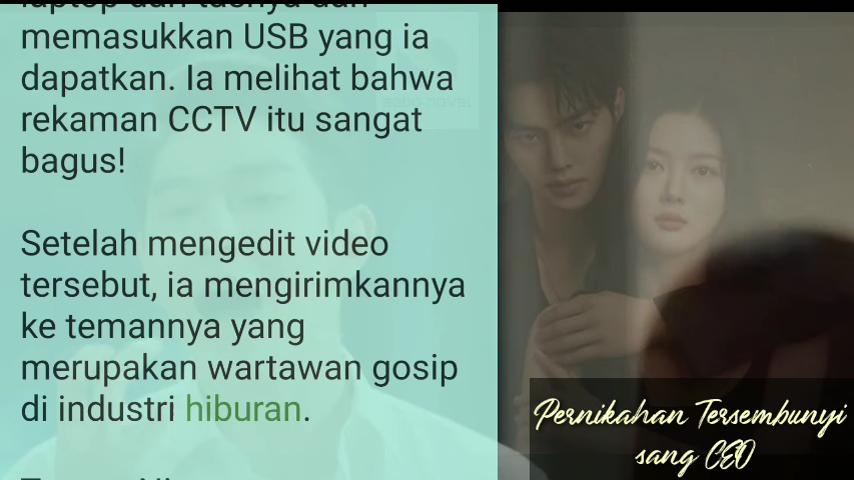 memasukkan USB yang ia
dapatkan. Ia melihat bahwa
rekaman CCTV itu sangat
bagus!
Setelah mengedit video
tersebut, ia mengirimkannya
ke temannya yang
merupakan wartawan gosip
di industri hiburan.
Pernikahan Tersembunyi
sang CEO